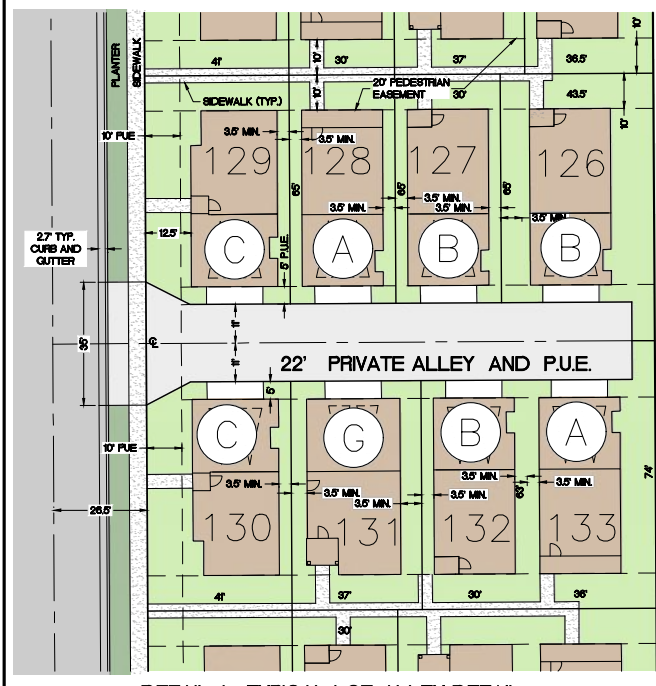 PLANTER
SIDEWALK
41'
10'
30'
37'
36.5'
10'
SIDEWALK (TYP.)
10'
20' PEDESTRIAN
EASEMENT
30'
43.5'
10'
10' PUE
3.5' MIN.
3.5' MIN.
129
128
127
126
65'
65'
65'
3.5' MIN.
3.5' MIN.
3.5' MIN.
3.5' MIN.
2.7' TYP.
CURB AND
GUTTER
12.5'
C
A
B
B
5' P.U.E.
35'
11'
11'
22' PRIVATE ALLEY AND P.U.E.
5'
C
G
B
A
10' PUE
74'
3.5' MIN.
3.5' MIN.
3.5' MIN.
3.5' MIN.
3.5' MIN.
3.5' MIN.
63'
26.5'
130
131
132
133
41'
37'
30'
36'
30'